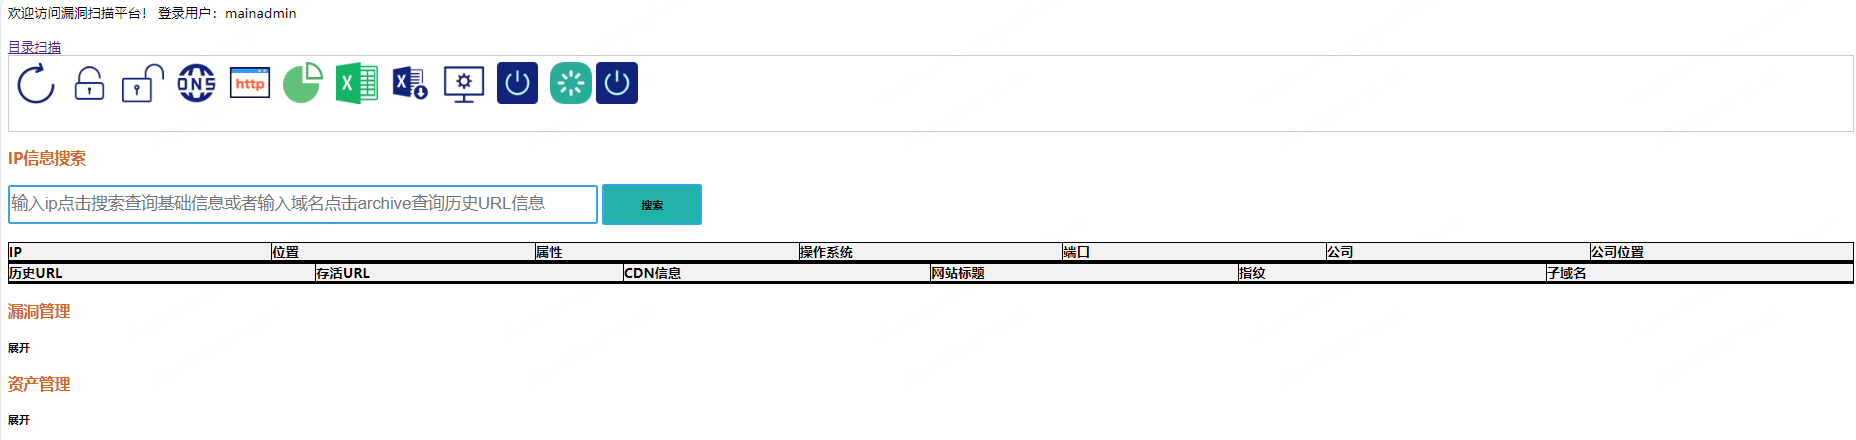 欢迎访问漏洞扫描平台！ 登录用户：mainadmin
目录扫描
DNS http X X
IP信息搜索
输入ip点击搜索查询基础信息或者输入域名点击archive查询历史URL信息 搜索
IP 位置 属性 操作系统 端口 公司 公司位置
历史URL 存活URL CDN信息 网站标题 指纹 子域名
漏洞管理
展开
资产管理
展开